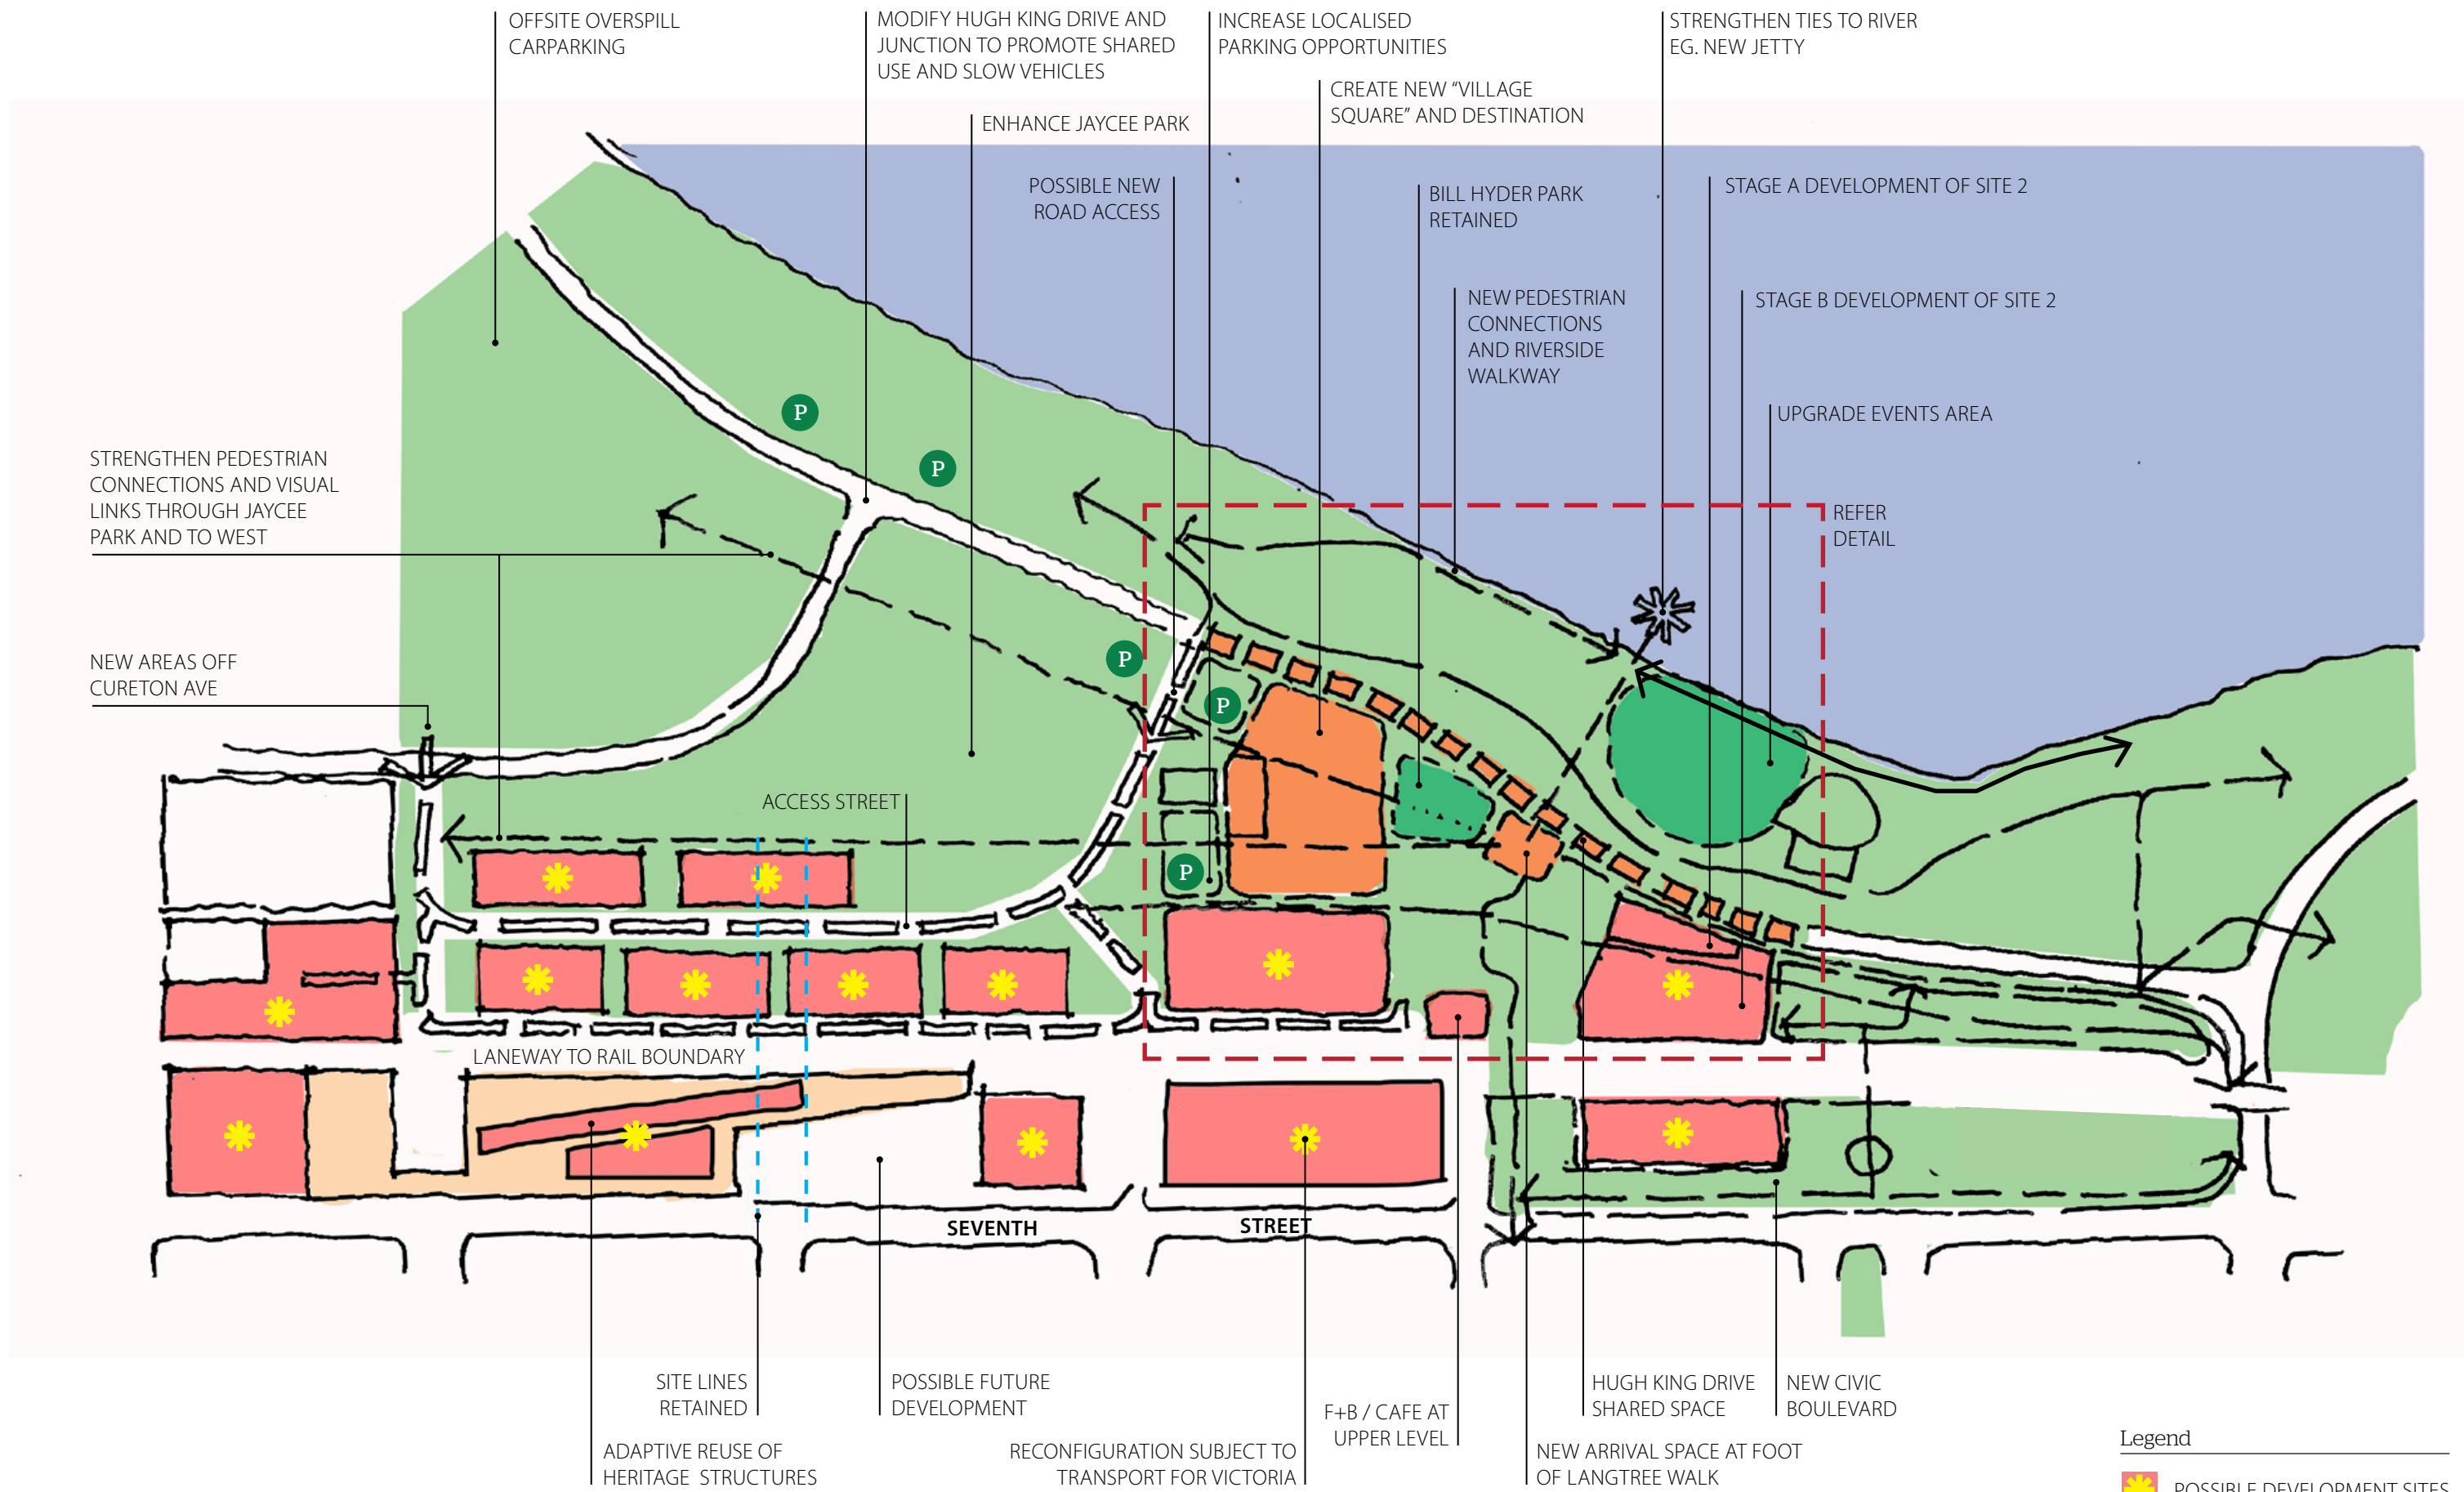 OFFSITE OVERSPILL
CARPARKING
MODIFY HUGH KING DRIVE AND
JUNCTION TO PROMOTE SHARED
USE AND SLOW VEHICLES
INCREASE LOCALISED
PARKING OPPORTUNITIES
STRENGTHEN TIES TO RIVER
EG. NEW JETTY
CREATE NEW “VILLAGE
SQUARE” AND DESTINATION
ENHANCE JAYCEE PARK
POSSIBLE NEW
ROAD ACCESS
BILL HYDER PARK
RETAINED
STAGE A DEVELOPMENT OF SITE 2
NEW PEDESTRIAN
CONNECTIONS
AND RIVERSIDE
WALKWAY
STAGE B DEVELOPMENT OF SITE 2
UPGRADE EVENTS AREA
P
P
STRENGTHEN PEDESTRIAN
CONNECTIONS AND VISUAL
LINKS THROUGH JAYCEE
PARK AND TO WEST
REFER
DETAIL
NEW AREAS OFF
CURETON AVE
P
P
ACCESS STREET
P
LANEWAY TO RAIL BOUNDARY
SEVENTH STREET
SITE LINES
RETAINED
POSSIBLE FUTURE
DEVELOPMENT
F+B / CAFE AT
UPPER LEVEL
HUGH KING DRIVE
SHARED SPACE
NEW CIVIC
BOULEVARD
ADAPTIVE REUSE OF
HERITAGE STRUCTURES
RECONFIGURATION SUBJECT TO
TRANSPORT FOR VICTORIA
NEW ARRIVAL SPACE AT FOOT
OF LANGTREE WALK
Legend
POSSIBLE DEVELOPMENT SITES